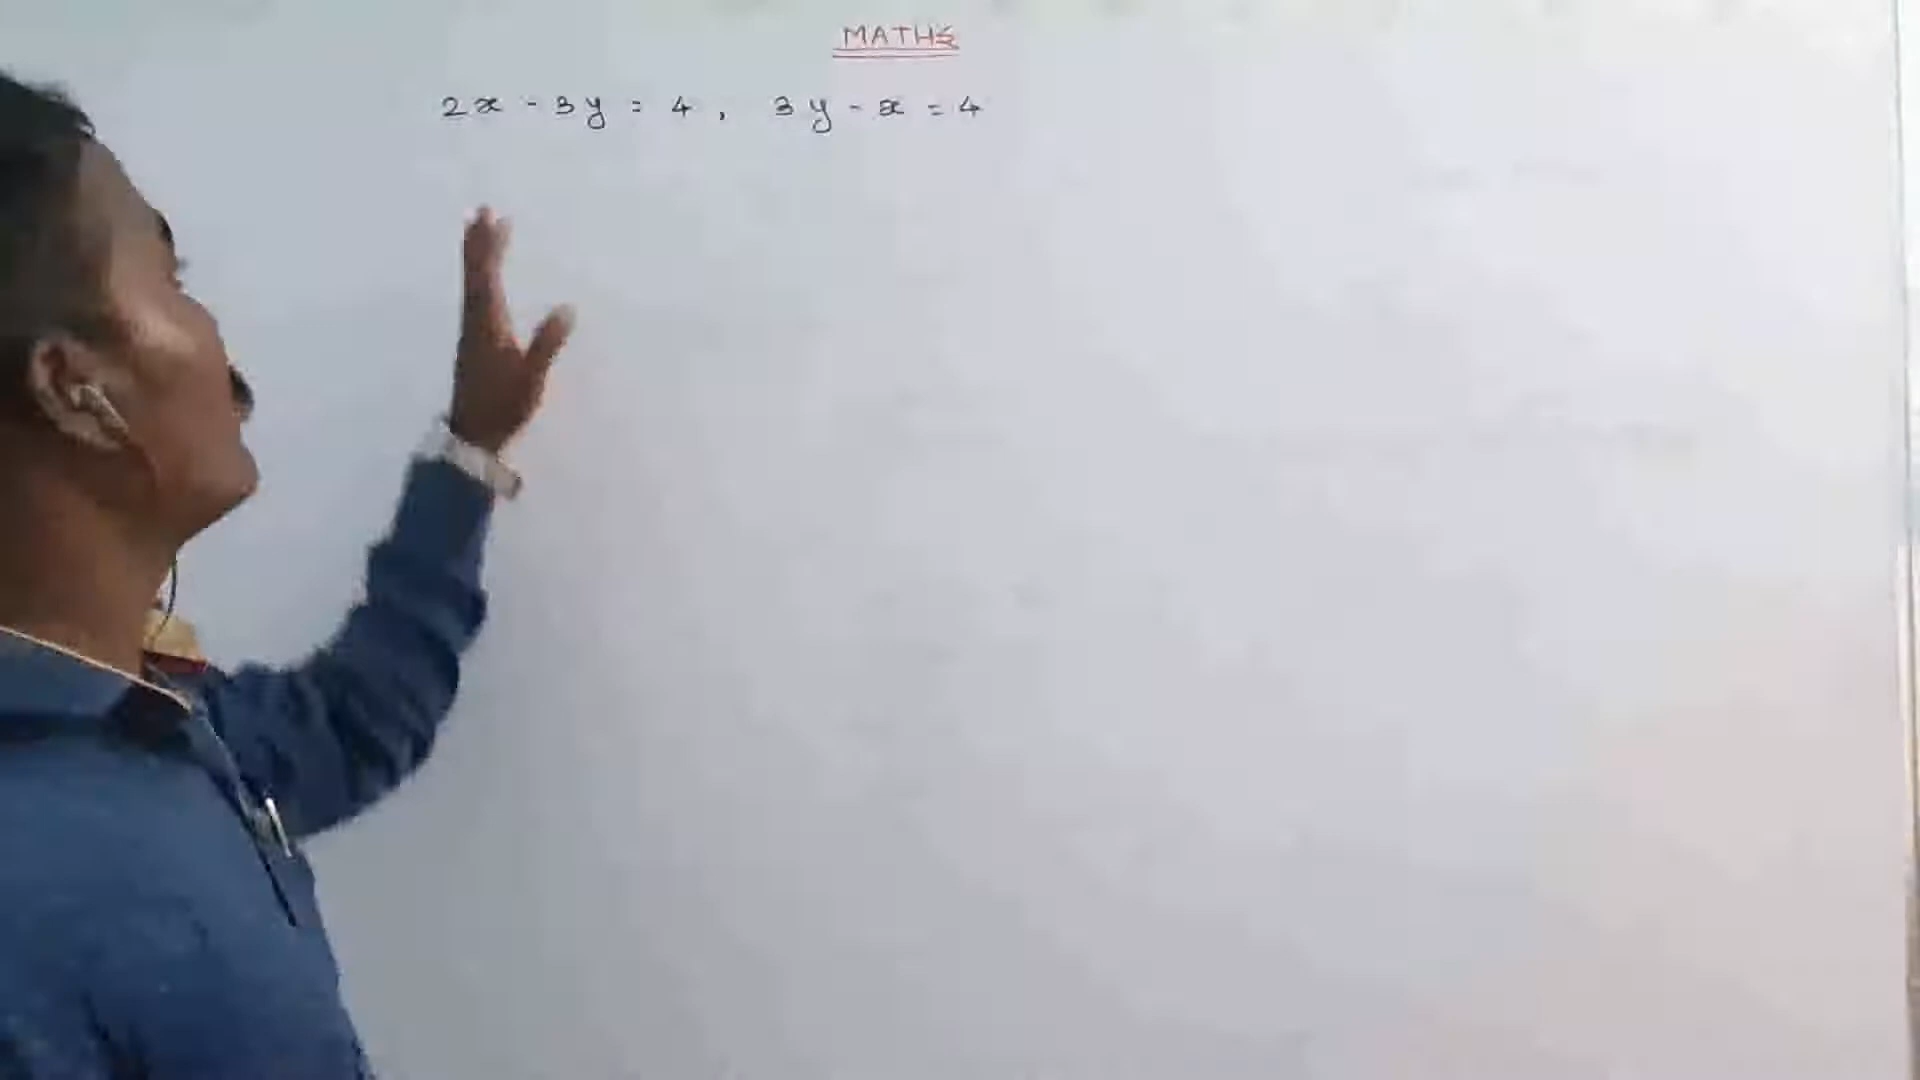 MATHS
2x - 3y = 4, 3y - x = 4